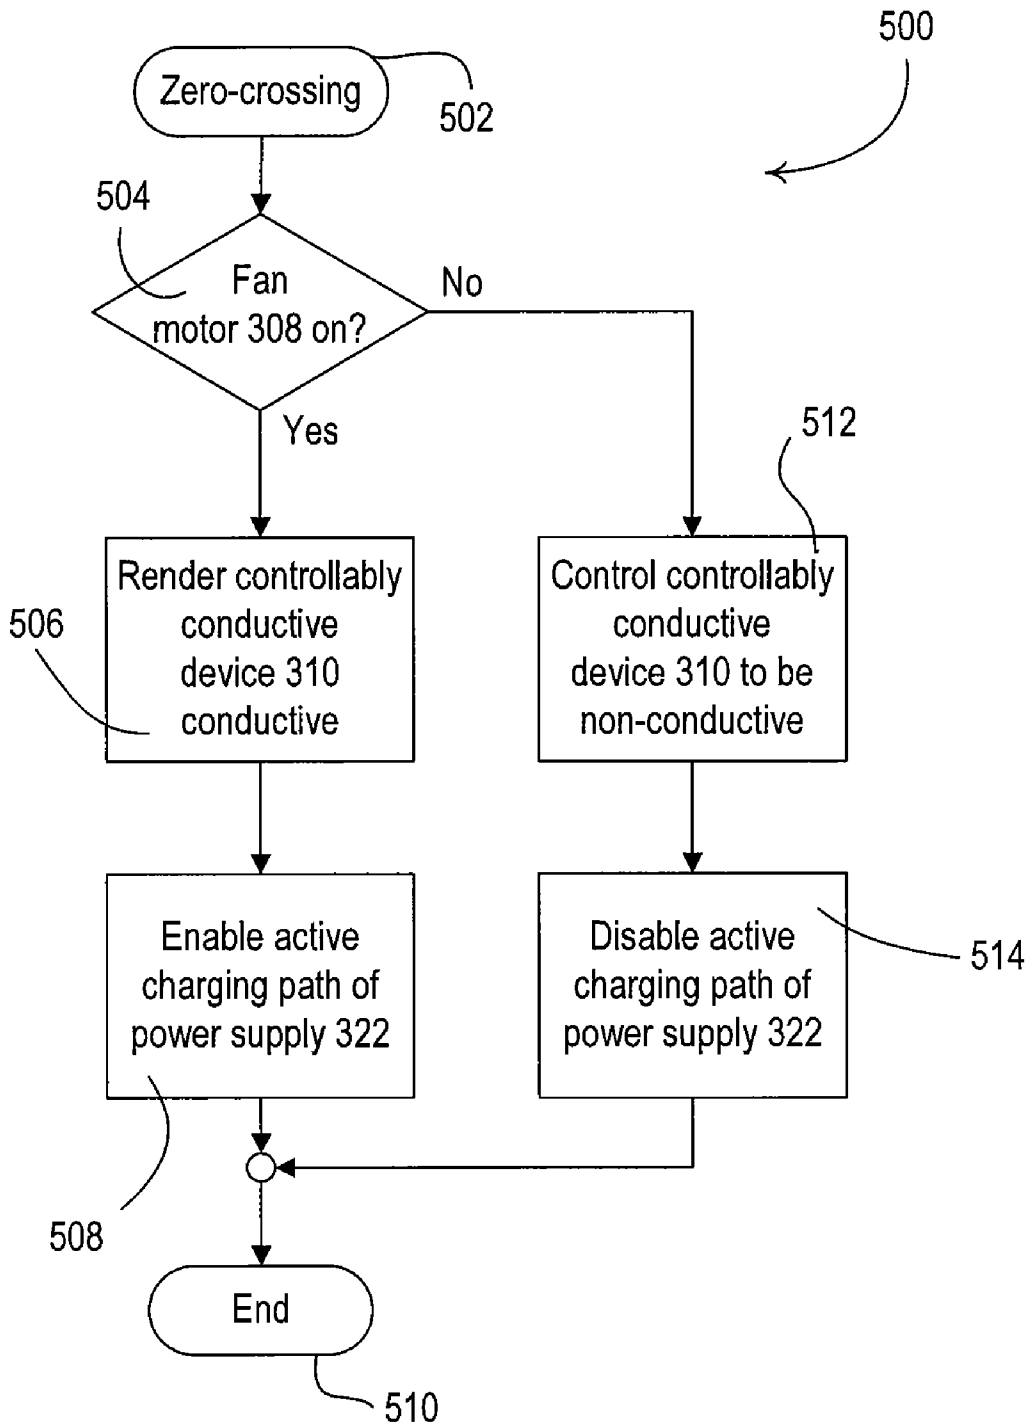 500
Zero-crossing
502
504
Fan
motor 308 on?
No
Yes
512
Render controllably
conductive
device 310
conductive
506
Control controllably
conductive
device 310 to be
non-conductive
Enable active
charging path of
power supply 322
508
Disable active
charging path of
power supply 322
514
End
510